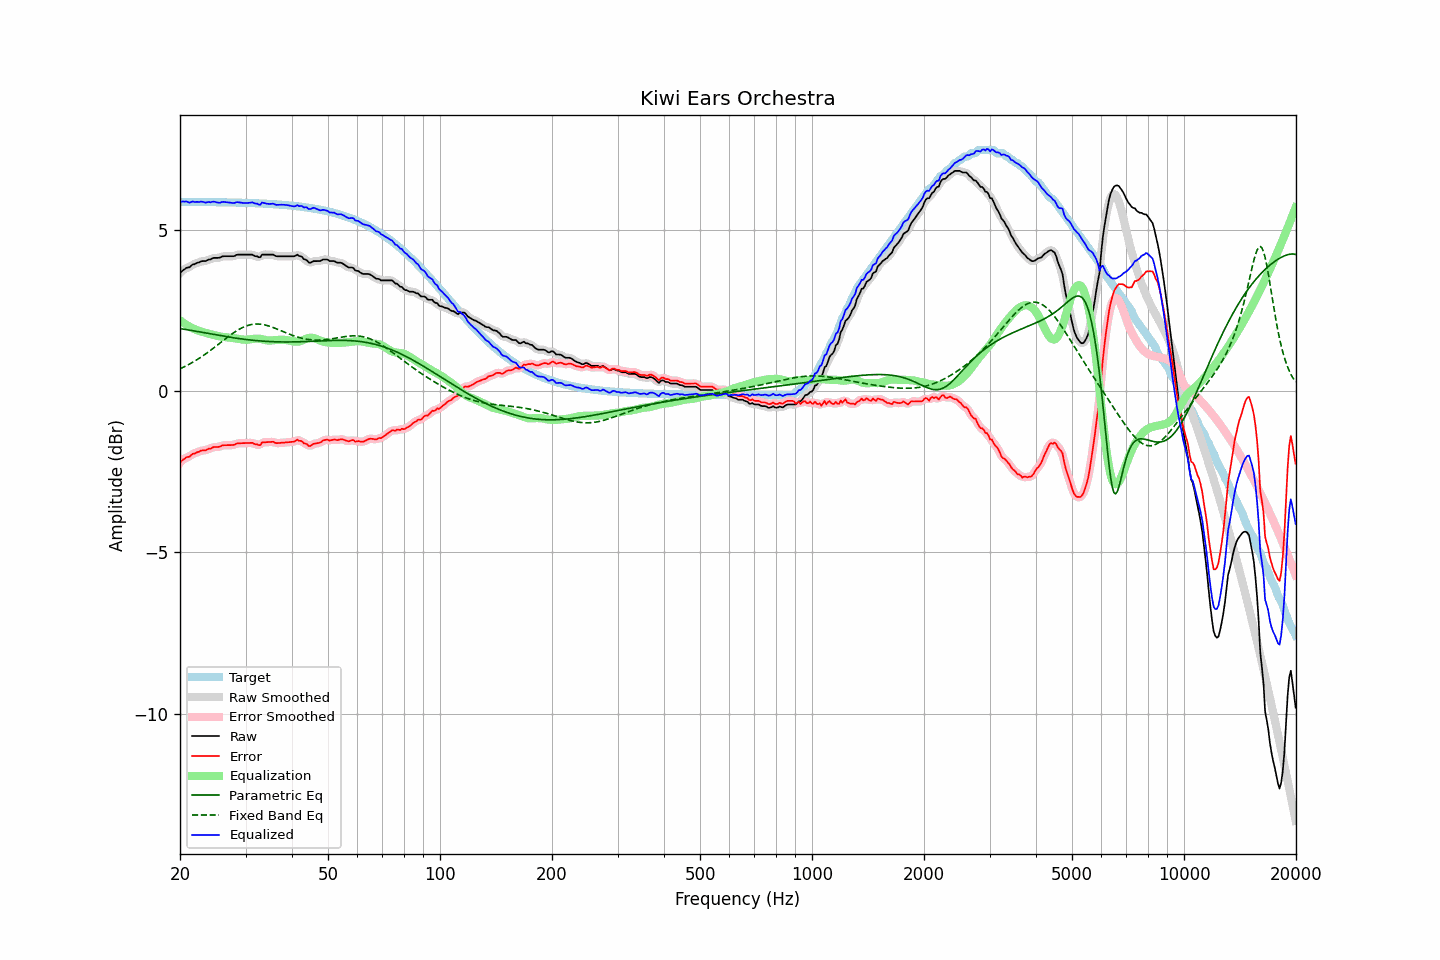 Kiwi Ears Orchestra
Amplitude (dBr)
5
0
−5
−10
Target
Raw Smoothed
Error Smoothed
Raw
Error
Equalization
Parametric Eq
Fixed Band Eq
Equalized
20 50 100 200 500 1000 2000 5000 10000 20000
Frequency (Hz)